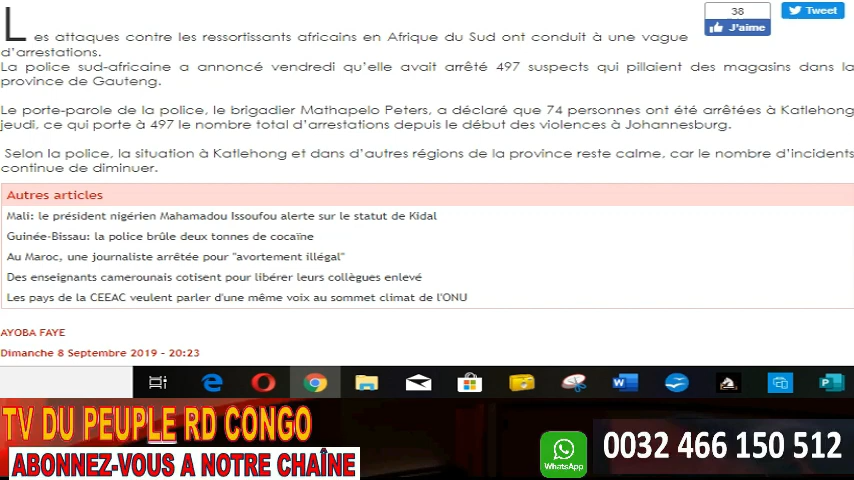 38
Tweet
J'aime
Les attaques contre les ressortissants africains en Afrique du Sud ont conduit à une vague
d'arrestations.
La police sud-africaine a annoncé vendredi qu'elle avait arrêté 497 suspects qui pillaient des magasins dans la
province de Gauteng.
Le porte-parole de la police, le brigadier Mathapelo Peters, a déclaré que 74 personnes ont été arrêtées à Katlehong
jeudi, ce qui porte à 497 le nombre total d'arrestations depuis le début des violences à Johannesburg.
Selon la police, la situation à Katlehong et dans d'autres régions de la province reste calme, car le nombre d'incidents
continue de diminuer.
Autres articles
Mali: le président nigérien Mahamadou Issoufou alerte sur le statut de Kidal
Guinée-Bissau: la police brûle deux tonnes de cocaïne
Au Maroc, une journaliste arrêtée pour "avortement illégal"
Des enseignants camerounais cotisent pour libérer leurs collègues enlevé
Les pays de la CEEAC veulent parler d'une même voix au sommet climat de l'ONU
AYOBA FAYE
Dimanche 8 Septembre 2019 - 20:23
TV DU PEUPLE RD CONGO
ABONNEZ-VOUS A NOTRE CHAÎNE
WhatsApp
0032 466 150 512